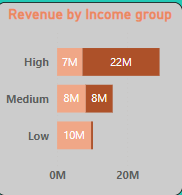 Revenue by Income group
High 7M 22M
Medium 8M 8M
Low 10M
0M 20M